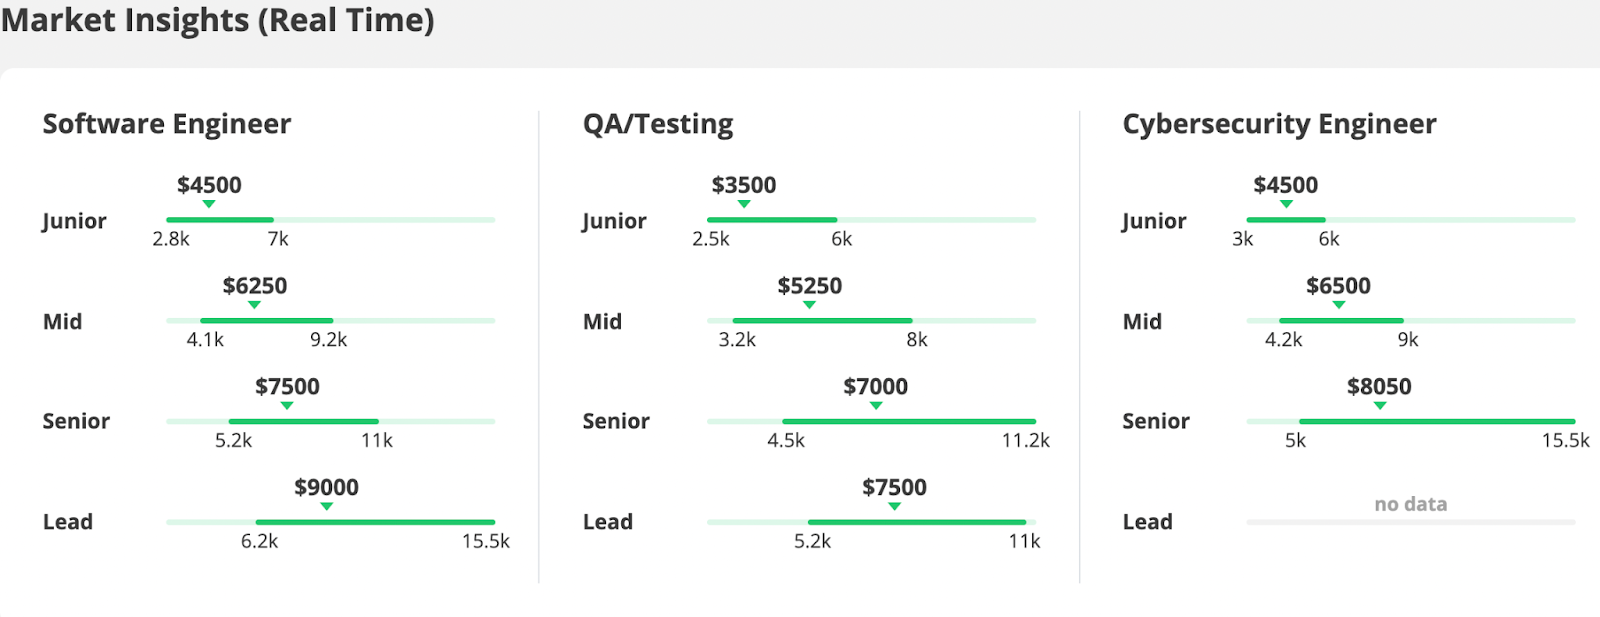 Market Insights (Real Time)
Software Engineer
$4500
Junior
2.8k 7k
$6250
Mid
4.1k 9.2k
$7500
Senior
5.2k 11k
$9000
Lead
6.2k 15.5k
QA/Testing
$3500
Junior
2.5k 6k
$5250
Mid
3.2k 8k
$7000
Senior
4.5k 11.2k
$7500
Lead
5.2k 11k
Cybersecurity Engineer
$4500
Junior
3k 6k
$6500
Mid
4.2k 9k
$8050
Senior
5k 15.5k
no data
Lead